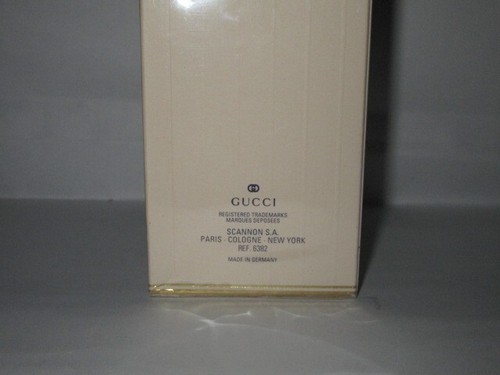 GUCCI
REGISTERED TRADEMARKS
MARQUES DEPOSEES
SCANNON S.A.
PARIS - COLOGNE - NEW YORK
REF. 6382
MADE IN GERMANY